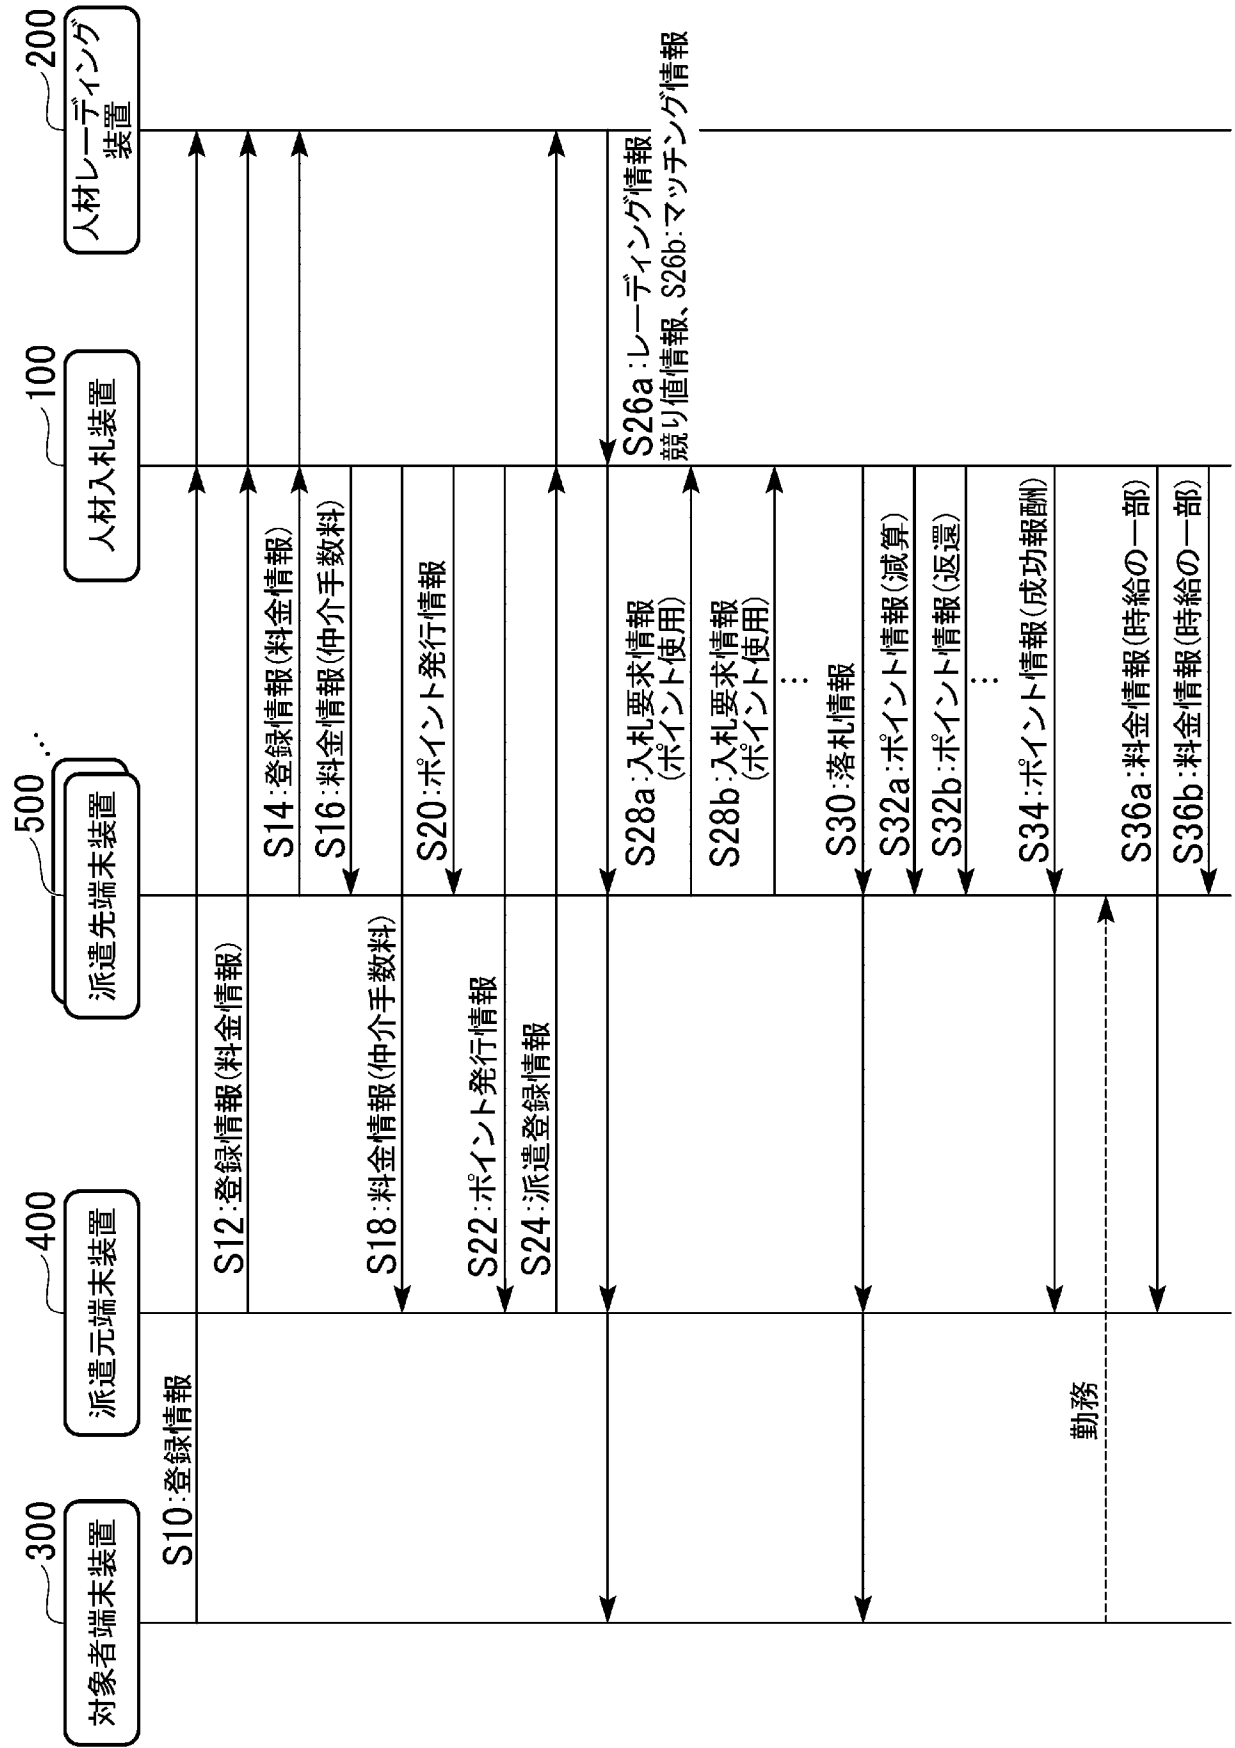 300
対象者端末装置
400
派遣元端末装置
500
派遣先端末装置
…
100
人材入札装置
200
人材レーディング
装置
S10:登録情報
S12:登録情報(料金情報)
S14:登録情報(料金情報)
S16:料金情報(仲介手数料)
S18:料金情報(仲介手数料)
S20:ポイント発行情報
S22:ポイント発行情報
S24:派遣登録情報
S26a:レーディング情報
競り値情報、S26b:マッチング情報
S28a:入札要求情報
(ポイント使用)
S28b:入札要求情報
(ポイント使用)
…
S30:落札情報
S32a:ポイント情報(減算)
S32b:ポイント情報(返還)
…
S34:ポイント情報(成功報酬)
勤務
S36a:料金情報(時給の一部)
S36b:料金情報(時給の一部)